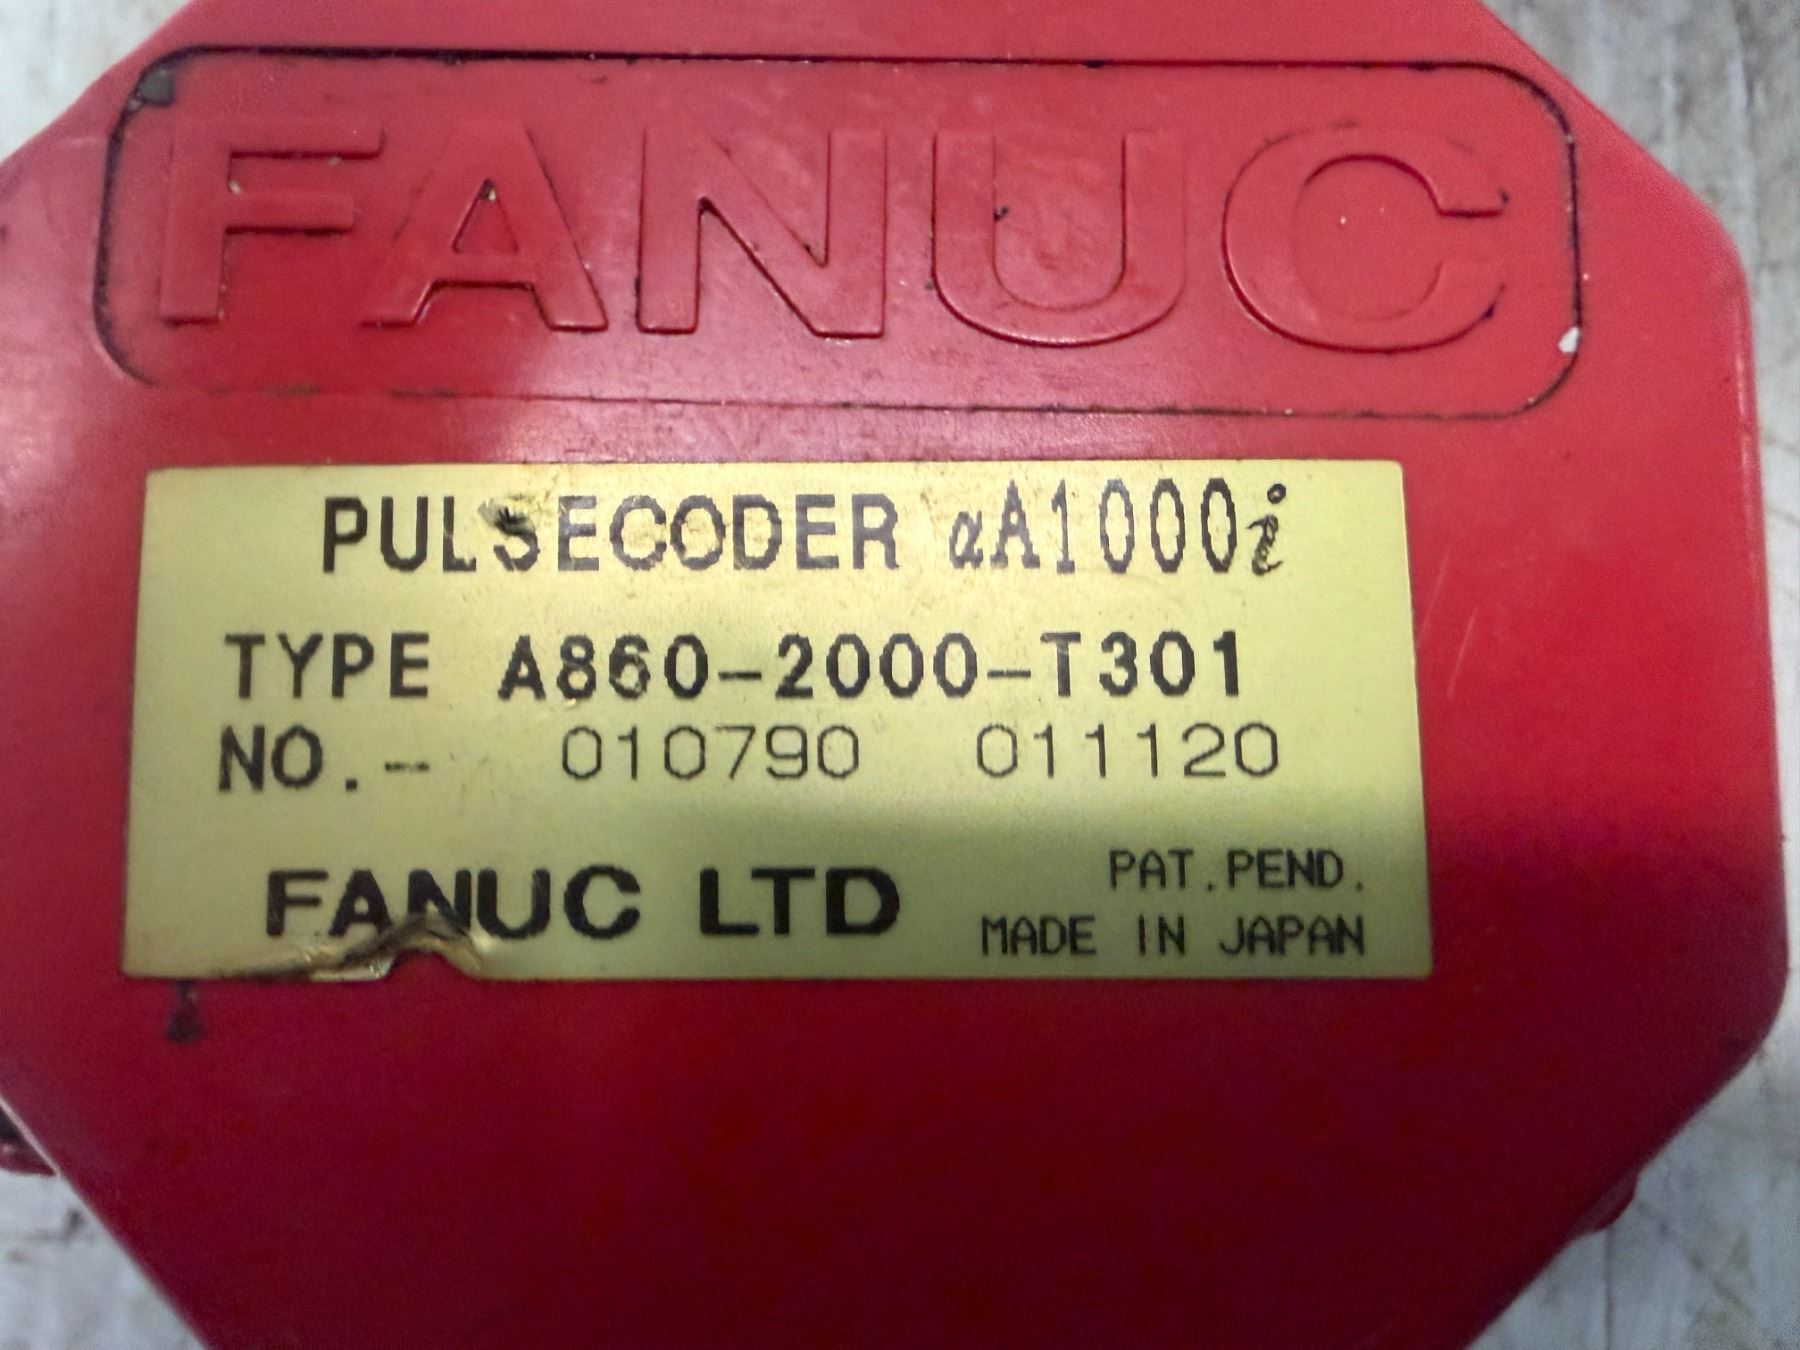 FANUC
PULSECODER αA1000i
TYPE A860-2000-T301
NO.- 010790 011120
FANUC LTD
PAT.PEND.
MADE IN JAPAN